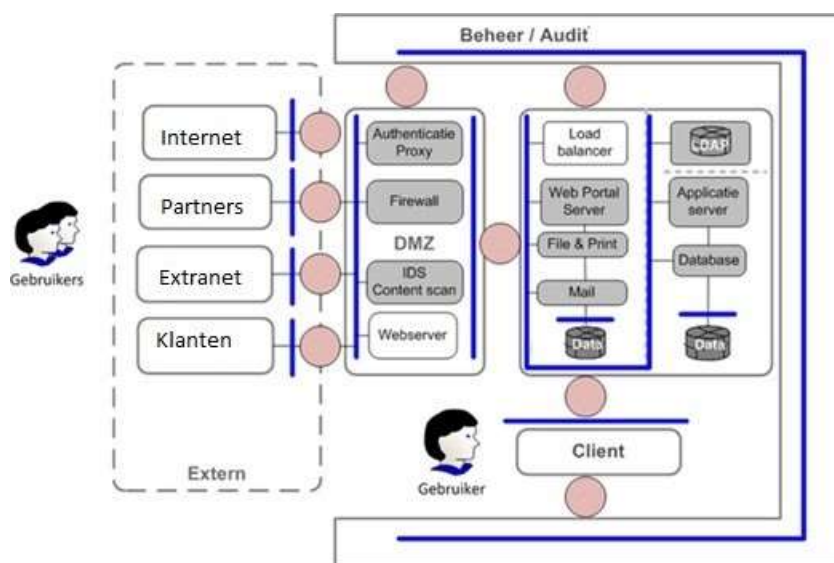 Beheer / Audit
Internet
Partners
Extranet
Klanten
Gebruikers
Extern
Authenticatie
Proxy
Firewall
DMZ
IDS
Content scan
Webserver
Load
balancer
Web Portal
Server
File & Print
Mail
Data
LDAP
Applicatie
server
Database
Data
Gebruiker
Client